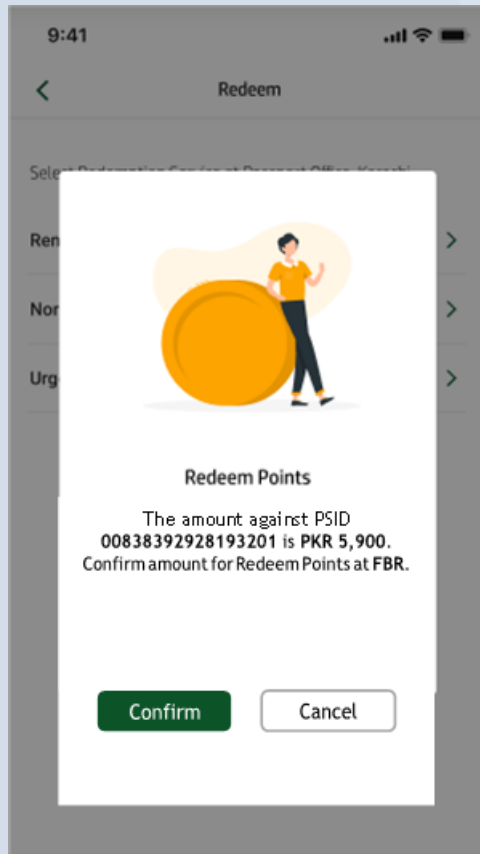 9:41
Redeem
Redeem Points
The amount against PSID
00838392928193201 is PKR 5,900.
Confirm amount for Redeem Points at FBR.
Confirm
Cancel